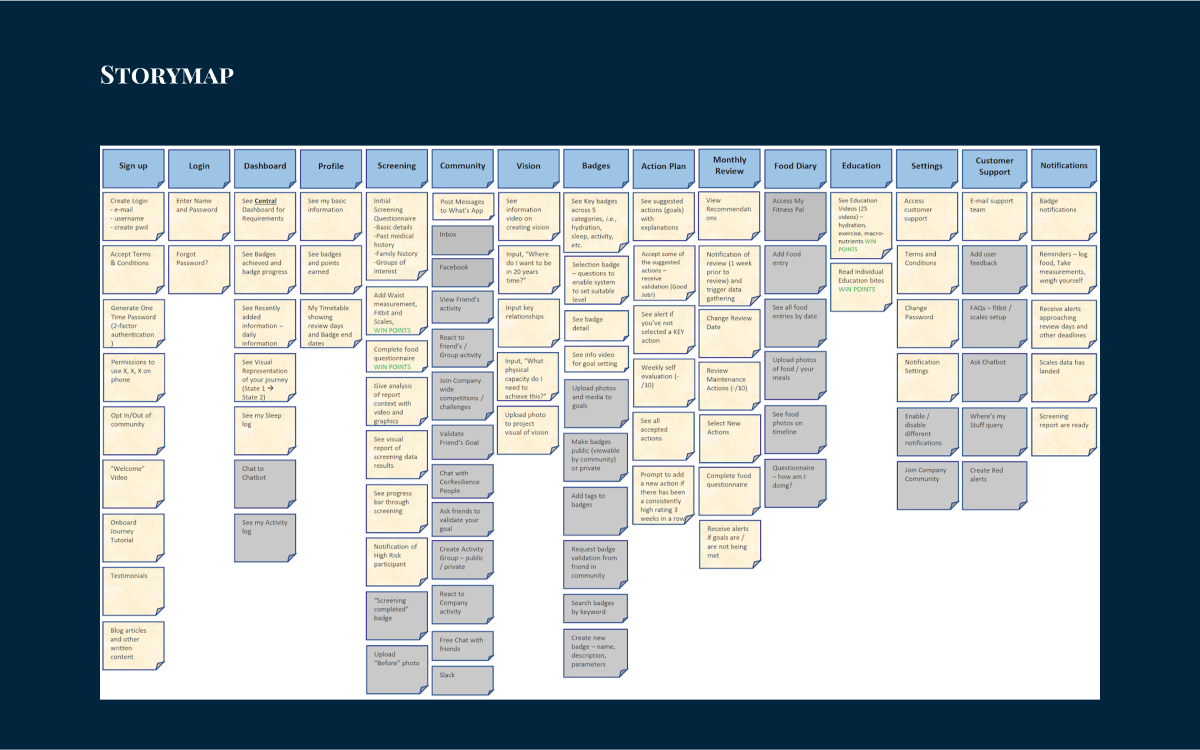 STORYMAP
Sign up
Create Login
- e-mail
- username
- create pwd
Accept Terms
& Conditions
Generate One
Time Password
(2-factor
authentication
)
Permissions to
use X, X, X on
phone
Opt In/Out of
community
“Welcome”
Video
Onboard
Journey
Tutorial
Testimonials
Blog articles
and other
written
content
Login
Enter Name
and Password
Forgot
Password?
Dashboard
See Central
Dashboard for
Requirements
See Badges
achieved and
badge progress
See Recently
added
information –
daily
information
See Visual
Representation
of your journey
(State 1 →
State 2)
See my Sleep
log
Chat to
Chatbot
See my Activity
log
Profile
See my basic
information
See badges
and points
earned
My Timetable
showing
review days
and Badge end
dates
Screening
Initial
Screening
Questionnaire
-Basic details
-Past medical
history
-Family history
-Groups of
interest
Add Waist
measurement,
Fitbit and
Scales,
WIN POINTS
Complete food
questionnaire
WIN POINTS
Give analysis
of report
context with
video and
graphics
See visual
report of
screening data
results
See progress
bar through
screening
Notification of
High Risk
participant
“Screening
completed”
badge
Upload
“Before” photo
Community
Post Messages
to What’s App
Inbox
Facebook
View Friend’s
activity
React to
friend’s /
Group activity
Join Company
wide
competitions /
challenges
Validate
Friend’s Goal
Chat with
CorResilience
People
Ask friends to
validate your
goal
Create Activity
Group – public
/ private
React to
Company
activity
Free Chat with
friends
Slack
Vision
See
information
video on
creating vision
Input, “Where
do I want to be
in 20 years
time?”
Input key
relationships
Input, “What
physical
capacity do I
need to
achieve this?”
Upload photo
to project
visual of vision
Badges
See Key badges
across 5
categories, i.e.,
hydration,
sleep, activity,
etc.
Selection badge
– questions to
enable system
to set suitable
level
See badge
detail
See info video
for goal setting
Upload photos
and media to
goals
Make badges
public (viewable
by community)
or private
Add tags to
badges
Request badge
validation from
friend in
community
Search badges
by keyword
Create new
badge – name,
description,
parameters
Action Plan
See suggested
actions (goals)
with
explanations
Accept some of
the suggested
actions –
receive
validation (Good
Job!)
See alert if
you’ve not
selected a KEY
action
Weekly self
evaluation (-
/10)
See all
accepted
actions
Prompt to add
a new action if
there has been
a consistently
high rating 3
weeks in a row
Monthly
Review
View
Recommendati
ons
Notification of
review (1 week
prior to
review) and
trigger data
gathering
Change Review
Date
Review
Maintenance
Actions (-/10)
Select New
Actions
Complete food
questionnaire
Receive alerts
if goals are /
are not being
met
Food Diary
Access My
Fitness Pal
Add Food
entry
See all food
entries by date
Upload photos
of food / your
meals
See food
photos on
timeline
Questionnaire
– how am I
doing?
Education
See Education
Videos (25
videos) –
hydration,
exercise, macro-
nutrients WIN
POINTS
Read individual
Education bites
WIN POINTS
Settings
Access
customer
support
Terms and
Conditions
Change
Password
Notification
Settings
Enable /
disable
different
notifications
Join Company
Community
Customer
Support
E-mail support
team
Add user
feedback
FAQs – fitbit /
scales setup
Ask Chatbot
Where’s my
Stuff query
Create Red
alerts
Notifications
Badge
notifications
Reminders – log
food, Take
measurements,
weigh yourself
Receive alerts
approaching
review days and
other deadlines
Scales data has
landed
Screening
report are ready